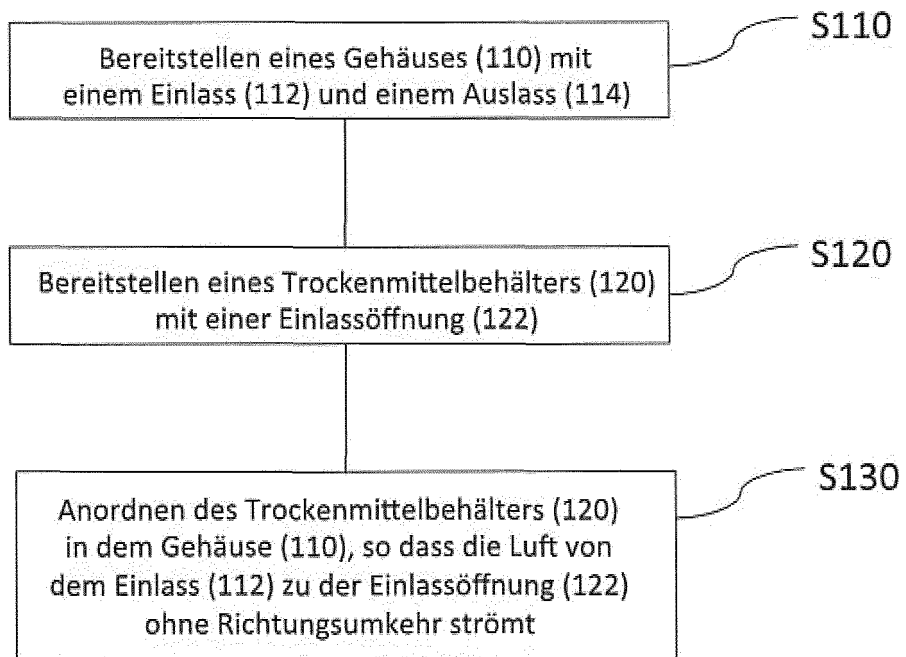 S110
Bereitstellen eines Gehäuses (110) mit
einem Einlass (112) und einem Auslass (114)
S120
Bereitstellen eines Trockenmittelbehälters (120)
mit einer Einlassöffnung (122)
S130
Anordnen des Trockenmittelbehälters (120)
in dem Gehäuse (110), so dass die Luft von
dem Einlass (112) zu der Einlassöffnung (122)
ohne Richtungsumkehr strömt